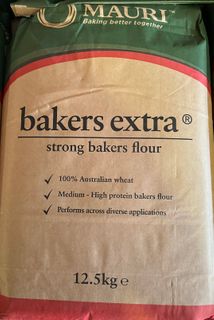 MAURI™
Baking better together
bakers extra®
strong bakers flour
✓ 100% Australian wheat
✓ Medium - High protein bakers flour
✓ Performs across diverse applications
12.5kg e